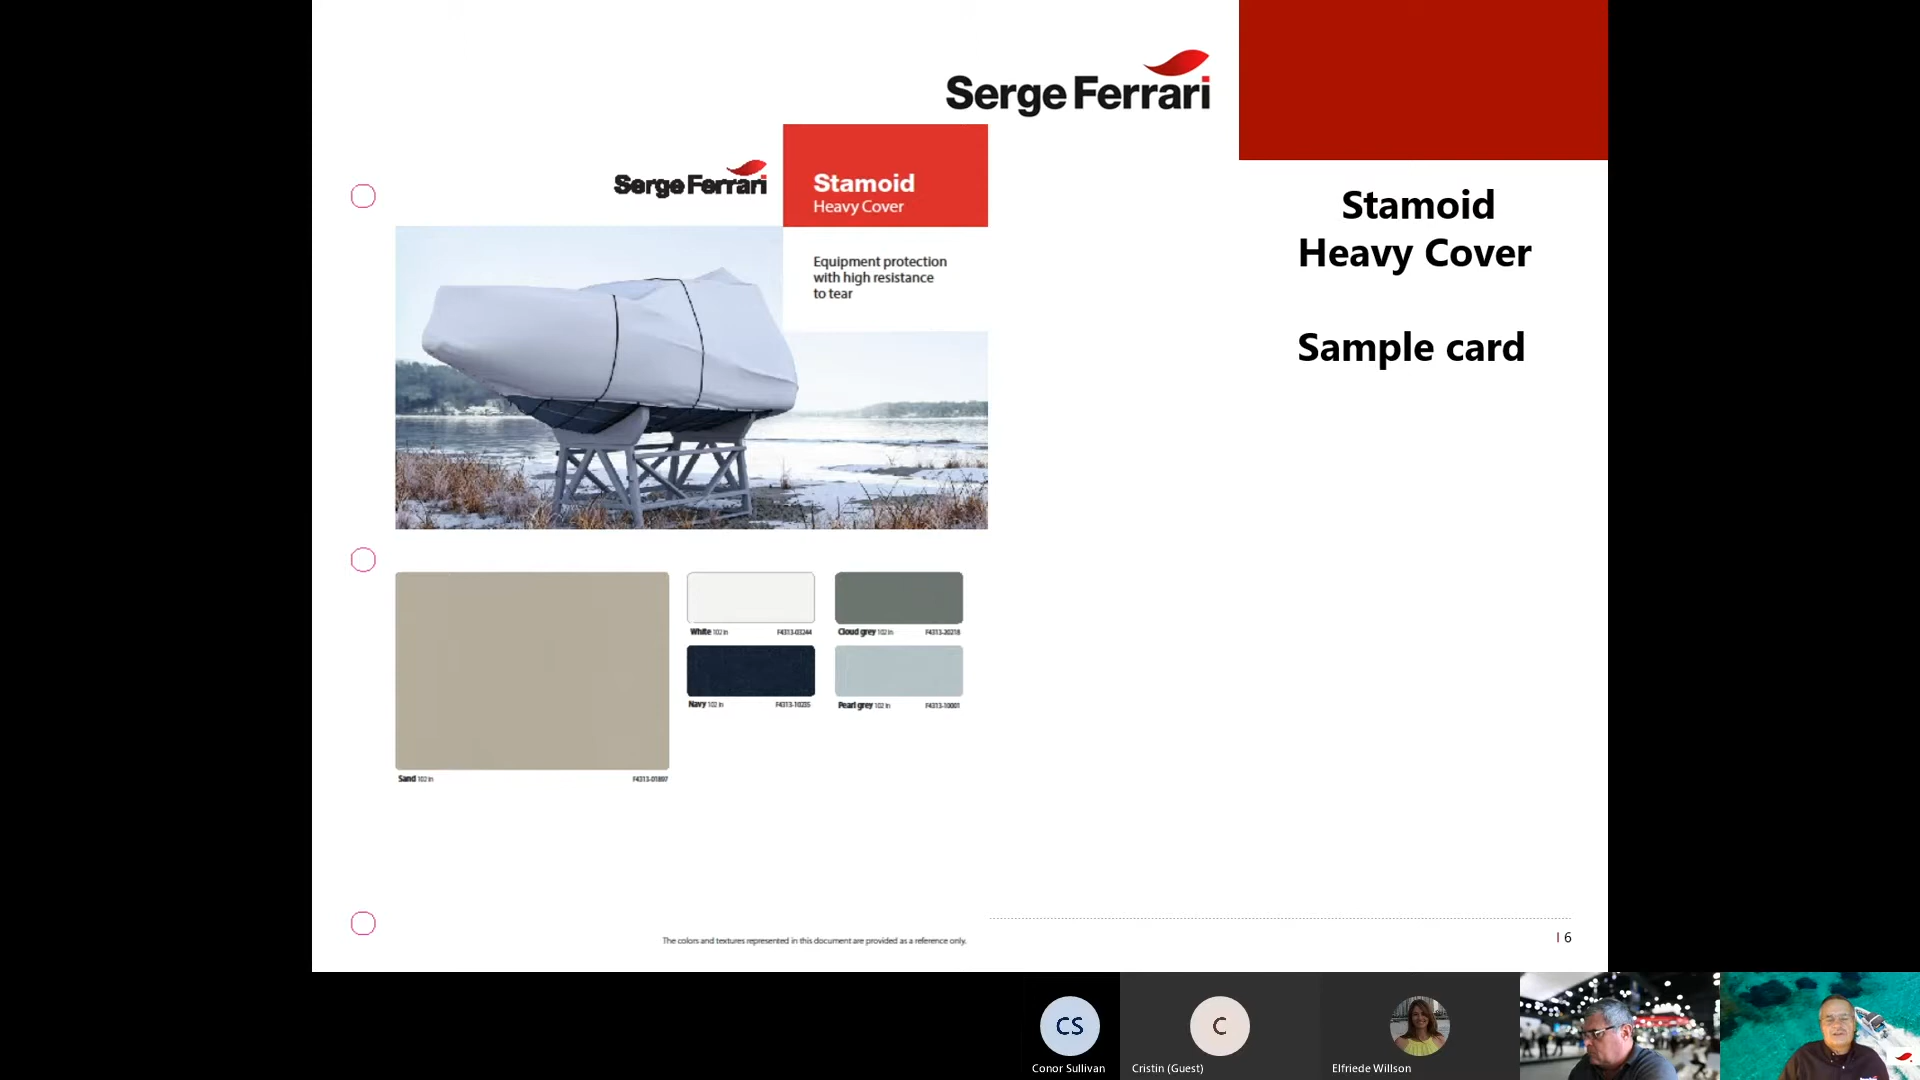 Serge Ferrari
Serge Ferrari
Stamoid
Heavy Cover
Equipment protection
with high resistance
to tear
Stamoid
Heavy Cover
Sample card
White 102 in F4313-03244
Cloud grey 102 in F4313-20218
Navy 102 in F4313-10205
Pearl grey 102 in F4313-10001
Sand 102 in F4313-01897
The colors and textures represented in this document are provided as a reference only.
I 6
CS
C
Conor Sullivan
Cristin (Guest)
Elfriede Willson